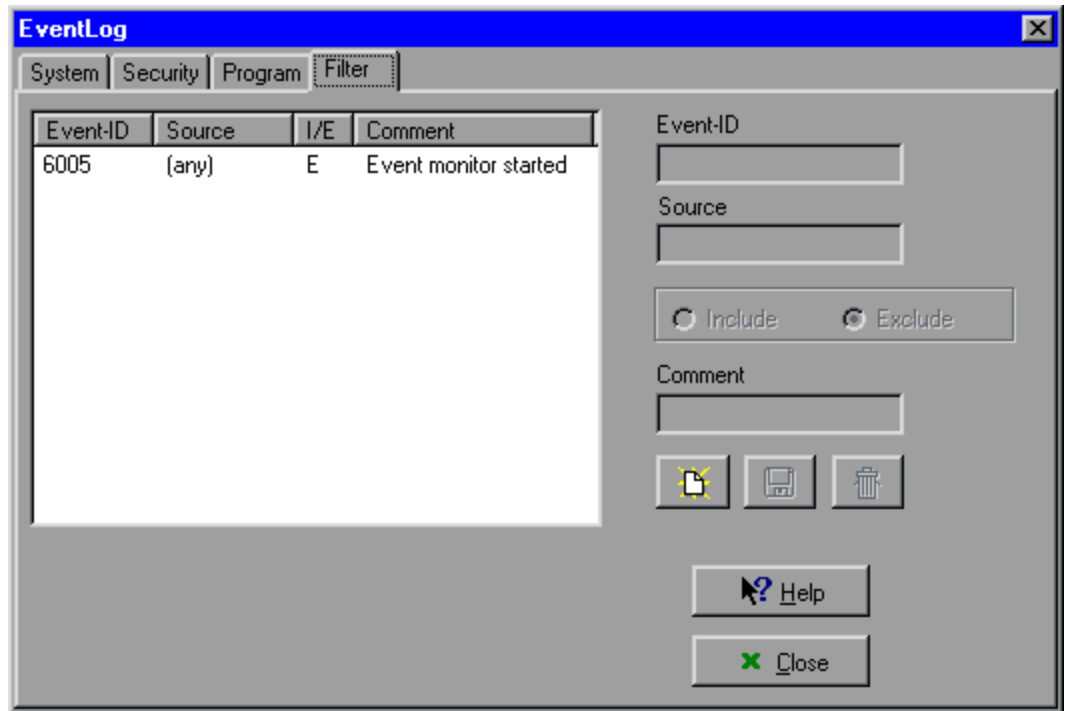 EventLog
System Security Program Filter
Event-ID Source I/E Comment
6005 (any) E Event monitor started
Event-ID
Source
Include Exclude
Comment
? Help
Close